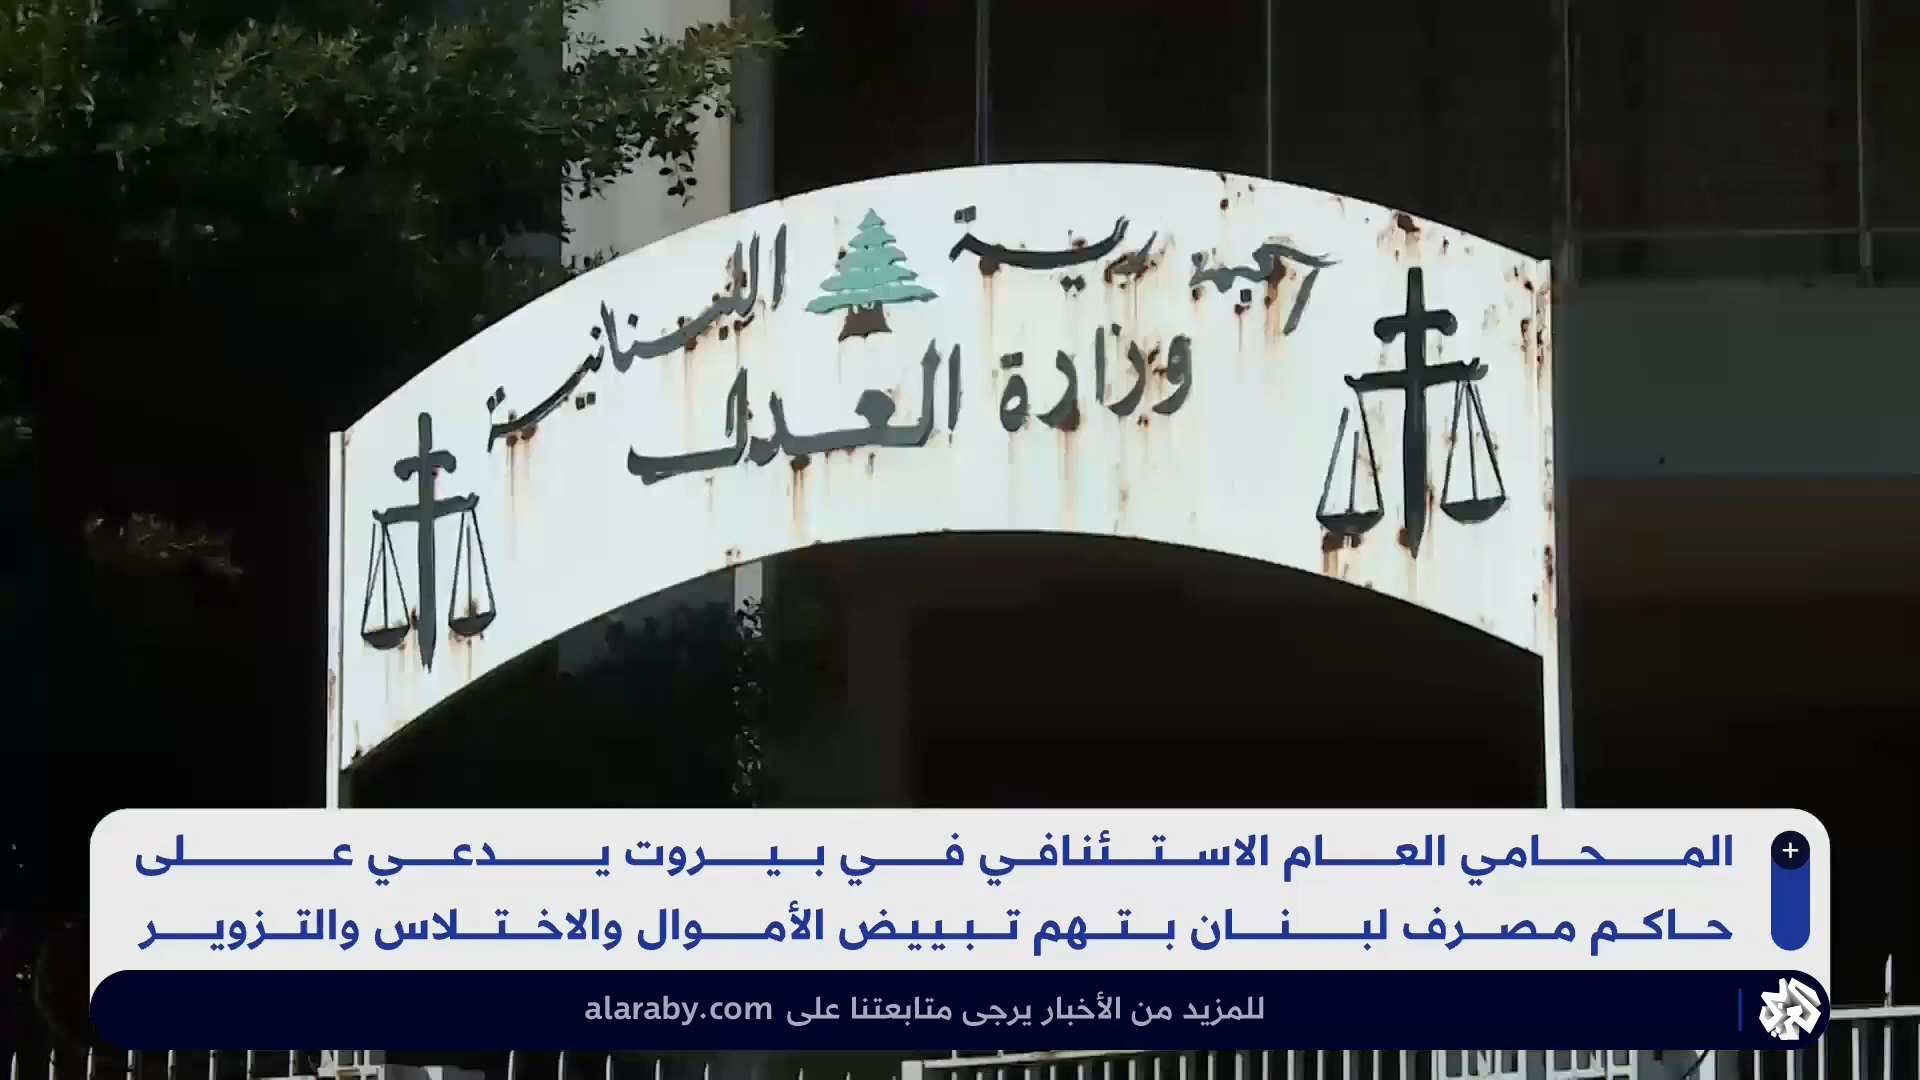 الجمهورية اللبنانية
وزارة العدل
المحامي العام الاستئنافي في بيروت يدعي على
حاكم مصرف لبنان بتهم تبييض الأموال والاختلاس والتزوير
للمزيد من الأخبار يرجى متابعتنا على alaraby.com